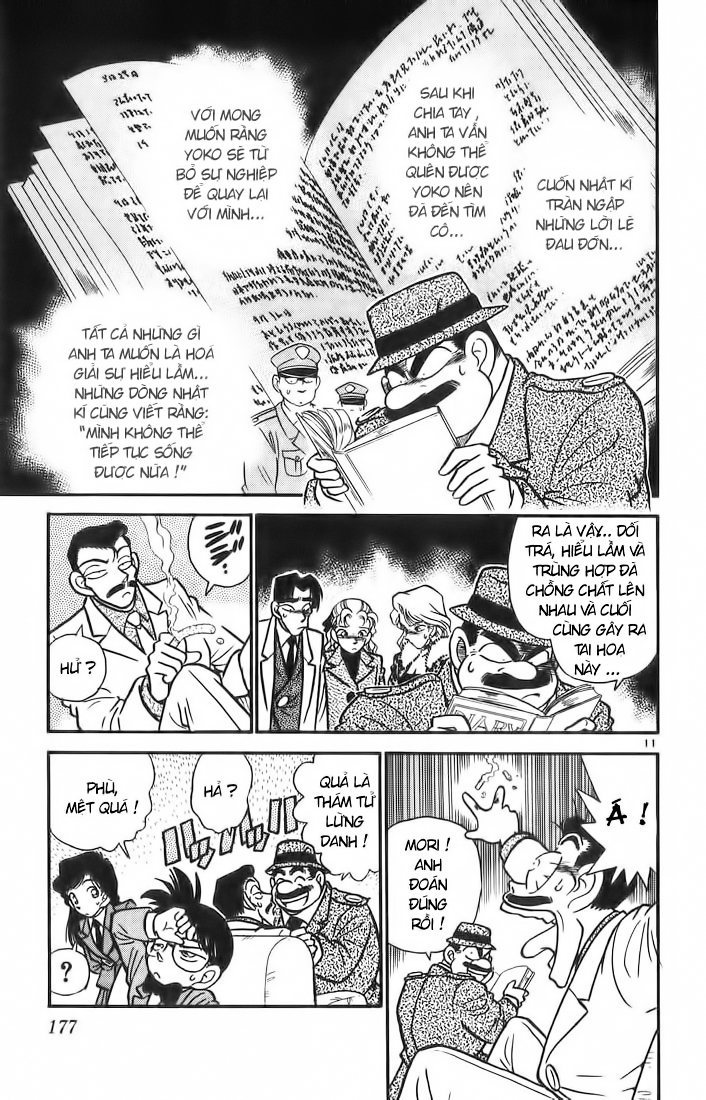 CUỐN NHẬT KÍ
TRÀN NGẬP
NHỮNG LỜI LẼ
ĐAU ĐỚN...
SAU KHI
CHIA TAY,
ANH TA VẪN
KHÔNG THỂ
QUÊN ĐƯỢC
YOKO NÊN
ĐÃ ĐẾN TÌM
CÔ...
VỚI MONG
MUỐN RẰNG
YOKO SẼ TỪ
BỎ SỰ NGHIỆP
ĐỂ QUAY LẠI
VỚI MÌNH...
TẤT CẢ NHỮNG GÌ
ANH TA MUỐN LÀ HOÁ
GIẢI SỰ HIỂU LẦM...
NHỮNG DÒNG NHẬT
KÍ CŨNG VIẾT RẰNG:
"MÌNH KHÔNG THỂ
TIẾP TỤC SỐNG
ĐƯỢC NỮA !"
RA LÀ VẬY.. DỐI
TRÁ, HIỂU LẦM VÀ
TRÙNG HỢP ĐÃ
CHỒNG CHẤT LÊN
NHAU VÀ CUỐI
CÙNG GÂY RA
TAI HOẠ
NÀY ...
DIARY
HỬ ?
11
Á !
MORI !
ANH
ĐOÁN
ĐÚNG
RỒI !
QUẢ LÀ
THÁM TỬ
LỪNG
DANH !
HẢ ?
PHÙ,
MỆT QUÁ !
?
177